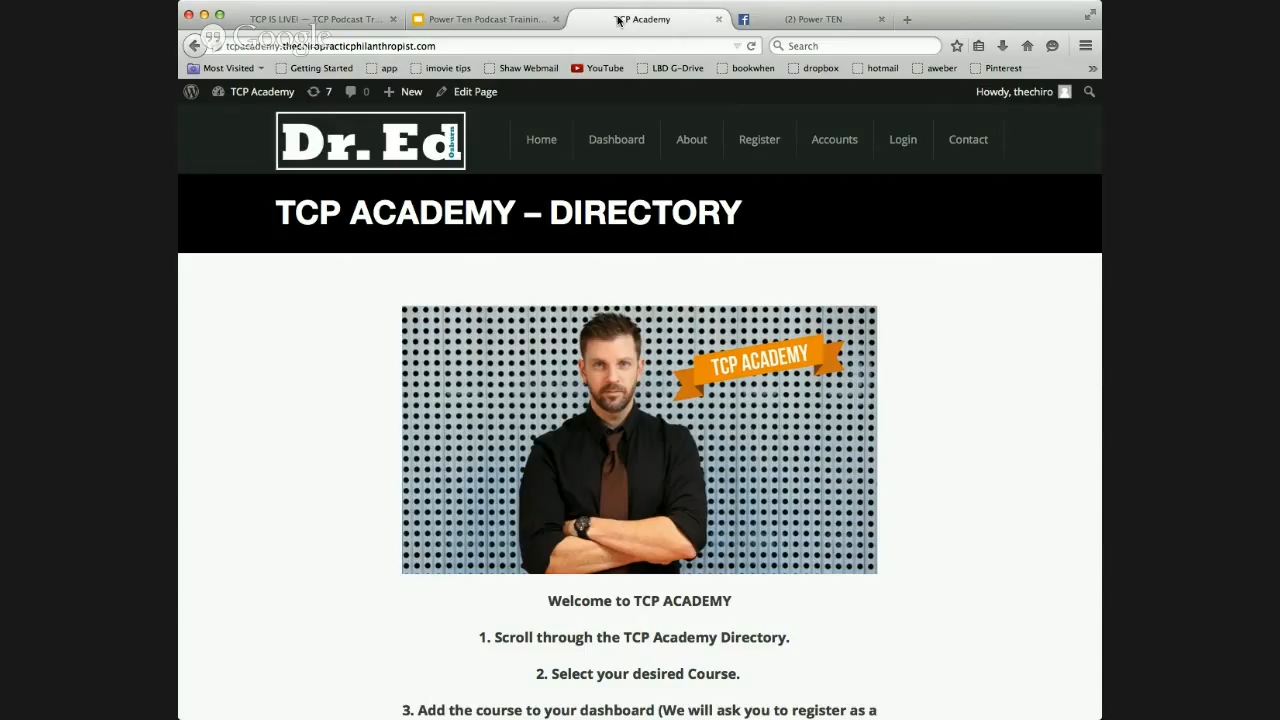 TCP IS LIVE! — TCP Podcast Tr...
Power Ten Podcast Trainin...
TCP Academy
(2) Power TEN
Google
tcpacademy.thechiropracticphilanthropist.com
Search
Most Visited
Getting Started
app
imovie tips
Shaw Webmail
YouTube
LBD G-Drive
bookwhen
dropbox
hotmail
aweber
Pinterest
TCP Academy
7
0
New
Edit Page
Howdy, thechiro
Dr. Ed Osburn
Home
Dashboard
About
Register
Accounts
Login
Contact
TCP ACADEMY – DIRECTORY
TCP ACADEMY
Welcome to TCP ACADEMY
1. Scroll through the TCP Academy Directory.
2. Select your desired Course.
3. Add the course to your dashboard (We will ask you to register as a